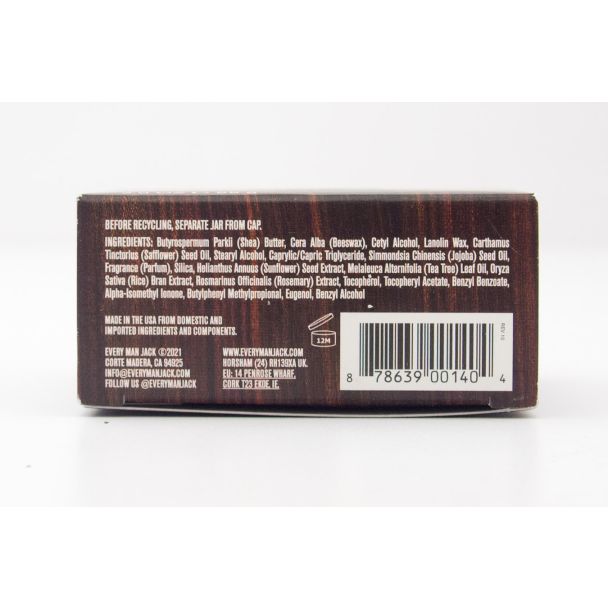 BEFORE RECYCLING, SEPARATE JAR FROM CAP.
INGREDIENTS: Butyrospermum Parkii (Shea) Butter, Cera Alba (Beeswax), Cetyl Alcohol, Lanolin Wax, Carthamus
Tinctorius (Safflower) Seed Oil, Stearyl Alcohol, Caprylic/Capric Triglyceride, Simmondsia Chinensis (Jojoba) Seed Oil,
Fragrance (Parfum), Silica, Helianthus Annuus (Sunflower) Seed Extract, Melaleuca Alternifolia (Tea Tree) Leaf Oil, Oryza
Sativa (Rice) Bran Extract, Rosmarinus Officinalis (Rosemary) Extract, Tocopherol, Tocopheryl Acetate, Benzyl Benzoate,
Alpha-Isomethyl Ionone, Butylphenyl Methylpropional, Eugenol, Benzyl Alcohol
MADE IN THE USA FROM DOMESTIC AND
IMPORTED INGREDIENTS AND COMPONENTS.
12M
EVERY MAN JACK ©2021
CORTE MADERA, CA 94925
INFO@EVERYMANJACK.COM
FOLLOW US @EVERYMANJACK
WWW.EVERYMANJACK.COM
HORSHAM (24) RH139XA UK.
EU: 14 PENROSE WHARF.
CORK T23 EK0E. IE.
8 78639 00140 4